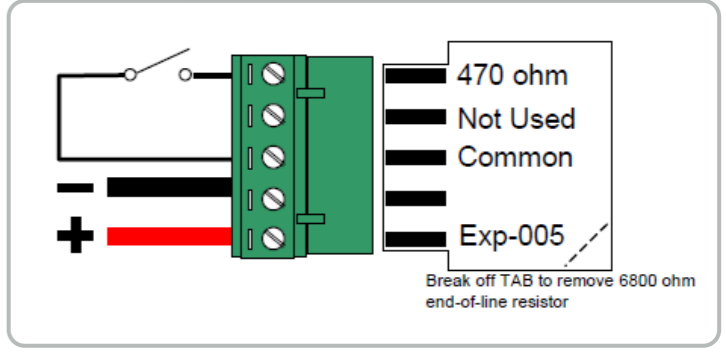 470 ohm
Not Used
Common
−
+
Exp-005
Break off TAB to remove 6800 ohm
end-of-line resistor